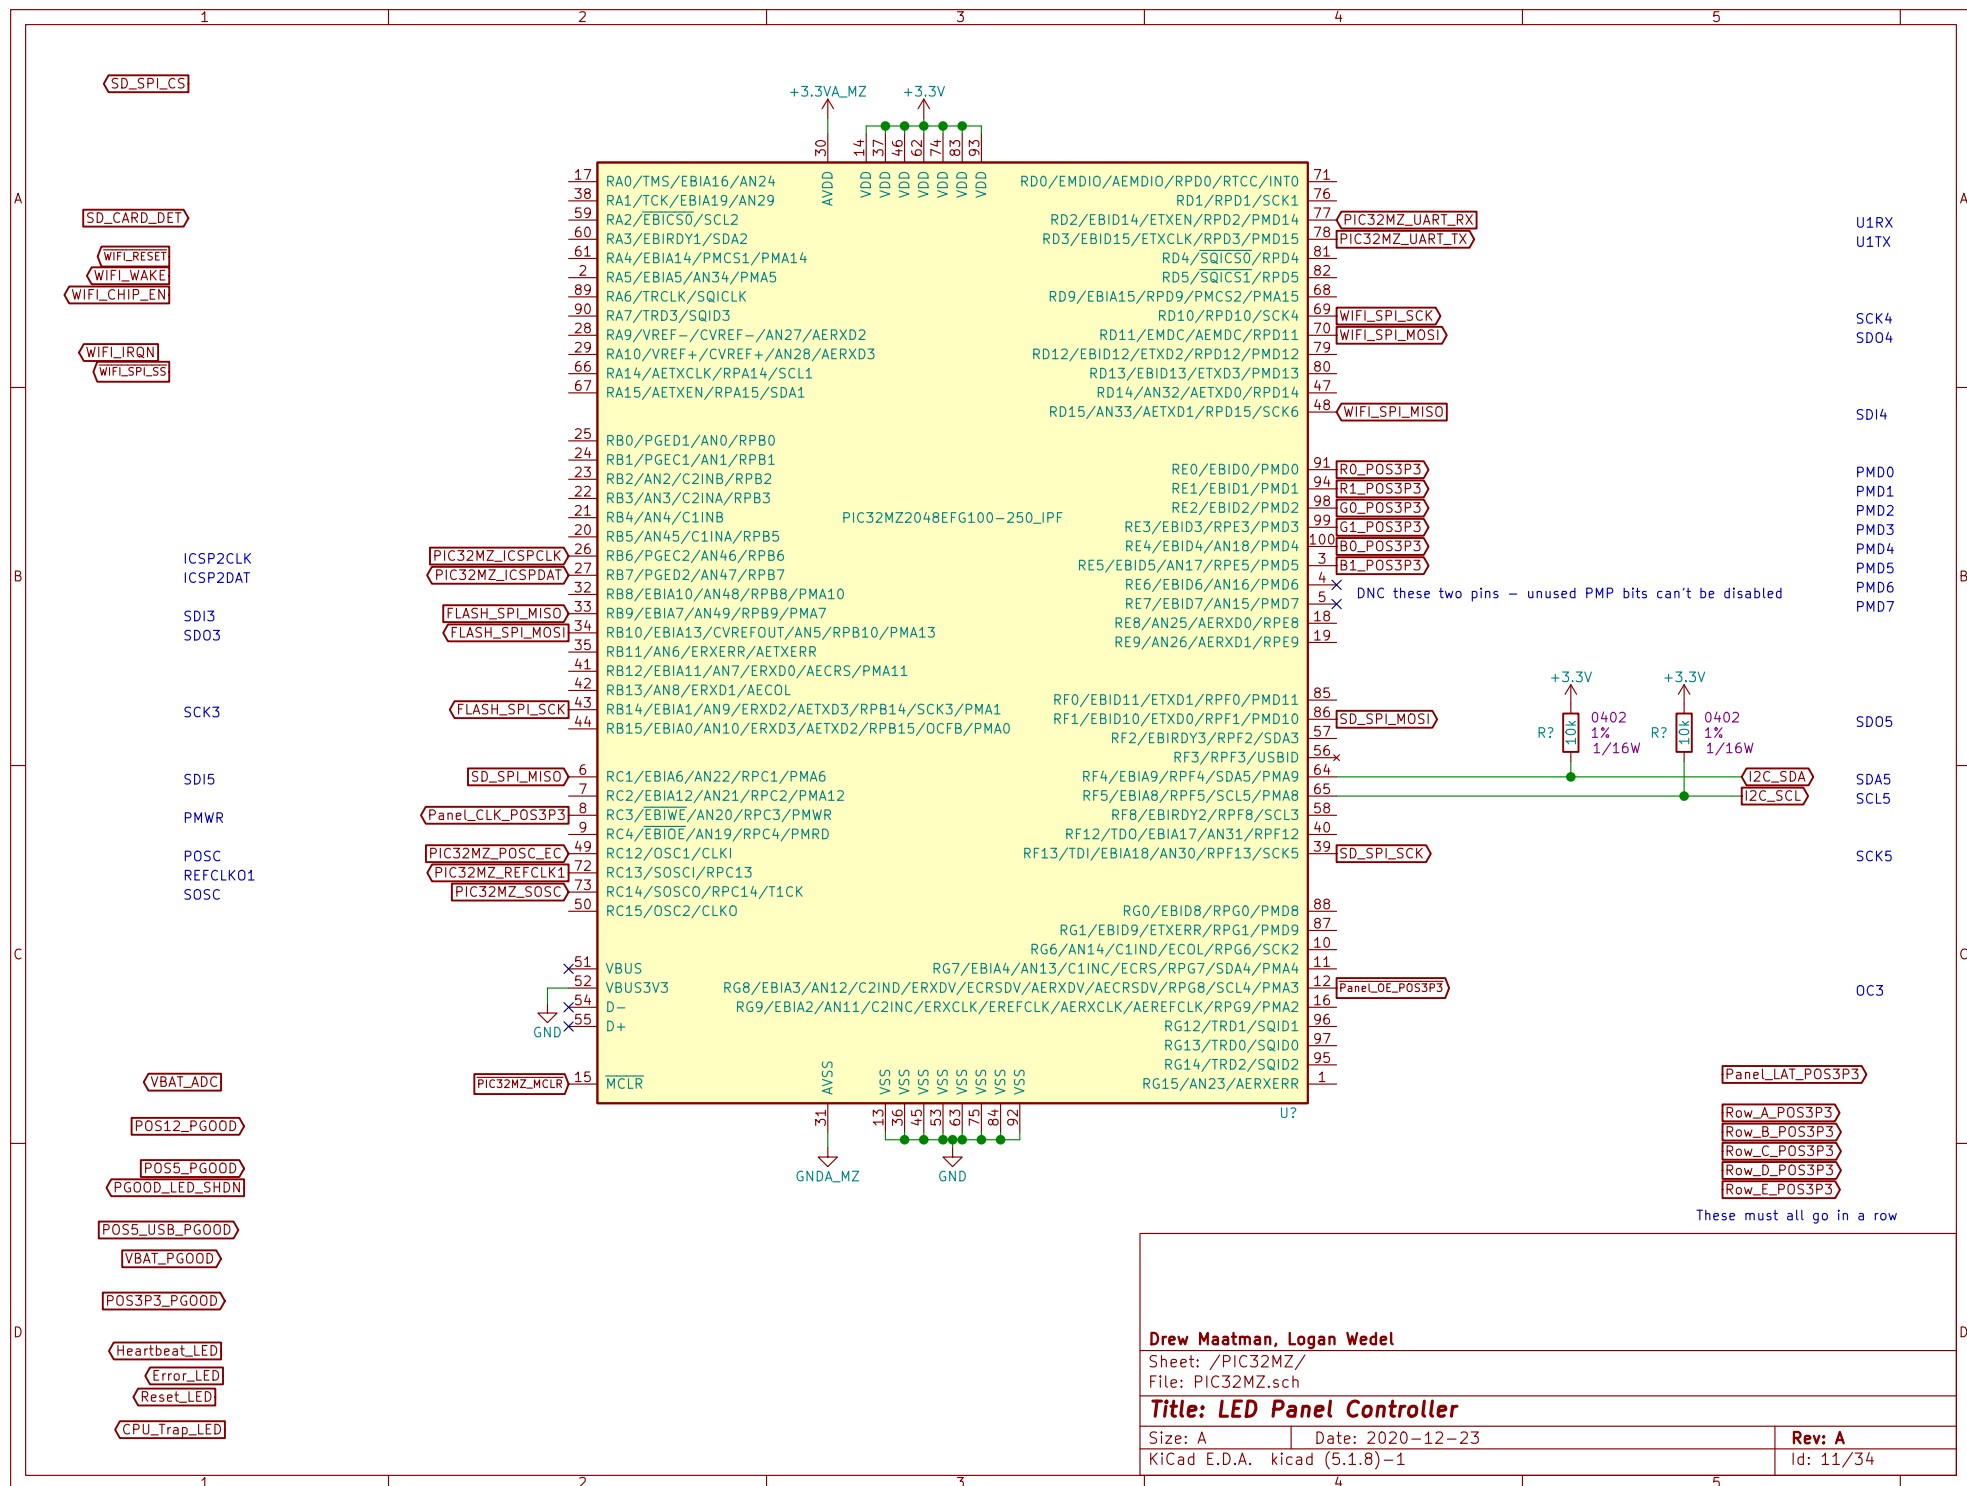 1 2 3 4 5
SD_SPI_CS
+3.3VA_MZ +3.3V
30 14 37 46 62 74 83 93
AVDD VDD VDD VDD VDD VDD VDD VDD
A A
17 RA0/TMS/EBIA16/AN24
38 RA1/TCK/EBIA19/AN29
59 RA2/EBICS0/SCL2
60 RA3/EBIRDY1/SDA2
61 RA4/EBIA14/PMCS1/PMA14
2 RA5/EBIA5/AN34/PMA5
89 RA6/TRCLK/SQICLK
90 RA7/TRD3/SQID3
28 RA9/VREF-/CVREF-/AN27/AERXD2
29 RA10/VREF+/CVREF+/AN28/AERXD3
66 RA14/AETXCLK/RPA14/SCL1
67 RA15/AETXEN/RPA15/SDA1
SD_CARD_DET
WIFI_RESET
WIFI_WAKE
WIFI_CHIP_EN
WIFI_IRQN
WIFI_SPI_SS
RD0/EMDIO/AEMDIO/RPD0/RTCC/INT0 71
RD1/RPD1/SCK1 76
RD2/EBID14/ETXEN/RPD2/PMD14 77 PIC32MZ_UART_RX U1RX
RD3/EBID15/ETXCLK/RPD3/PMD15 78 PIC32MZ_UART_TX U1TX
RD4/SQICS0/RPD4 81
RD5/SQICS1/RPD5 82
RD9/EBIA15/RPD9/PMCS2/PMA15 68
RD10/RPD10/SCK4 69 WIFI_SPI_SCK SCK4
RD11/EMDC/AEMDC/RPD11 70 WIFI_SPI_MOSI SDO4
RD12/EBID12/ETXD2/RPD12/PMD12 79
RD13/EBID13/ETXD3/PMD13 80
RD14/AN32/AETXD0/RPD14 47
RD15/AN33/AETXD1/RPD15/SCK6 48 WIFI_SPI_MISO SDI4
25 RB0/PGED1/AN0/RPB0
24 RB1/PGEC1/AN1/RPB1
23 RB2/AN2/C2INB/RPB2
22 RB3/AN3/C2INA/RPB3
21 RB4/AN4/C1INB
20 RB5/AN45/C1INA/RPB5
ICSP2CLK PIC32MZ_ICSPCLK 26 RB6/PGEC2/AN46/RPB6
ICSP2DAT PIC32MZ_ICSPDAT 27 RB7/PGED2/AN47/RPB7
32 RB8/EBIA10/AN48/RPB8/PMA10
SDI3 FLASH_SPI_MISO 33 RB9/EBIA7/AN49/RPB9/PMA7
SDO3 FLASH_SPI_MOSI 34 RB10/EBIA13/CVREFOUT/AN5/RPB10/PMA13
35 RB11/AN6/ERXERR/AETXERR
41 RB12/EBIA11/AN7/ERXD0/AECRS/PMA11
42 RB13/AN8/ERXD1/AECOL
SCK3 FLASH_SPI_SCK 43 RB14/EBIA1/AN9/ERXD2/AETXD3/RPB14/SCK3/PMA1
44 RB15/EBIA0/AN10/ERXD3/AETXD2/RPB15/OCFB/PMA0
PIC32MZ2048EFG100-250_IPF
B B
RE0/EBID0/PMD0 91 R0_POS3P3 PMD0
RE1/EBID1/PMD1 94 R1_POS3P3 PMD1
RE2/EBID2/PMD2 98 G0_POS3P3 PMD2
RE3/EBID3/RPE3/PMD3 99 G1_POS3P3 PMD3
RE4/EBID4/AN18/PMD4 100 B0_POS3P3 PMD4
RE5/EBID5/AN17/RPE5/PMD5 3 B1_POS3P3 PMD5
RE6/EBID6/AN16/PMD6 4 PMD6
DNC these two pins - unused PMP bits can't be disabled
RE7/EBID7/AN15/PMD7 5 PMD7
RE8/AN25/AERXD0/RPE8 18
RE9/AN26/AERXD1/RPE9 19
+3.3V +3.3V
R? 10k 0402 1% 1/16W
R? 10k 0402 1% 1/16W
RF0/EBID11/ETXD1/RPF0/PMD11 85
RF1/EBID10/ETXD0/RPF1/PMD10 86 SD_SPI_MOSI SDO5
RF2/EBIRDY3/RPF2/SDA3 57
RF3/RPF3/USBID 56
RF4/EBIA9/RPF4/SDA5/PMA9 64 I2C_SDA SDA5
RF5/EBIA8/RPF5/SCL5/PMA8 65 I2C_SCL SCL5
RF8/EBIRDY2/RPF8/SCL3 58
RF12/TDO/EBIA17/AN31/RPF12 40
RF13/TDI/EBIA18/AN30/RPF13/SCK5 39 SD_SPI_SCK SCK5
SDI5 SD_SPI_MISO 6 RC1/EBIA6/AN22/RPC1/PMA6
7 RC2/EBIA12/AN21/RPC2/PMA12
PMWR Panel_CLK_POS3P3 8 RC3/EBIWE/AN20/RPC3/PMWR
9 RC4/EBIOE/AN19/RPC4/PMRD
POSC PIC32MZ_POSC_EC 49 RC12/OSC1/CLKI
REFCLKO1 PIC32MZ_REFCLK1 72 RC13/SOSCI/RPC13
SOSC PIC32MZ_SOSC 73 RC14/SOSCO/RPC14/T1CK
50 RC15/OSC2/CLKO
C C
RG0/EBID8/RPG0/PMD8 88
RG1/EBID9/ETXERR/RPG1/PMD9 87
RG6/AN14/C1IND/ECOL/RPG6/SCK2 10
RG7/EBIA4/AN13/C1INC/ECRS/RPG7/SDA4/PMA4 11
RG8/EBIA3/AN12/C2IND/ERXDV/ECRSDV/AERXDV/AECRSDV/RPG8/SCL4/PMA3 12 Panel_OE_POS3P3 OC3
RG9/EBIA2/AN11/C2INC/ERXCLK/EREFCLK/AERXCLK/AEREFCLK/RPG9/PMA2 16
RG12/TRD1/SQID1 96
RG13/TRD0/SQID0 97
RG14/TRD2/SQID2 95
RG15/AN23/AERXERR 1
51 VBUS
52 VBUS3V3
54 D-
55 D+
GND
PIC32MZ_MCLR 15 MCLR
AVSS VSS VSS VSS VSS VSS VSS VSS VSS
31 13 36 45 53 63 75 84 92
U?
GNDA_MZ GND
VBAT_ADC
POS12_PGOOD
POS5_PGOOD
PGOOD_LED_SHDN
POS5_USB_PGOOD
VBAT_PGOOD
POS3P3_PGOOD
Heartbeat_LED
Error_LED
Reset_LED
CPU_Trap_LED
Panel_LAT_POS3P3
Row_A_POS3P3
Row_B_POS3P3
Row_C_POS3P3
Row_D_POS3P3
Row_E_POS3P3
These must all go in a row
D D
Drew Maatman, Logan Wedel
Sheet: /PIC32MZ/
File: PIC32MZ.sch
Title: LED Panel Controller
Size: A Date: 2020-12-23 Rev: A
KiCad E.D.A. kicad (5.1.8)-1 Id: 11/34
1 2 3 4 5